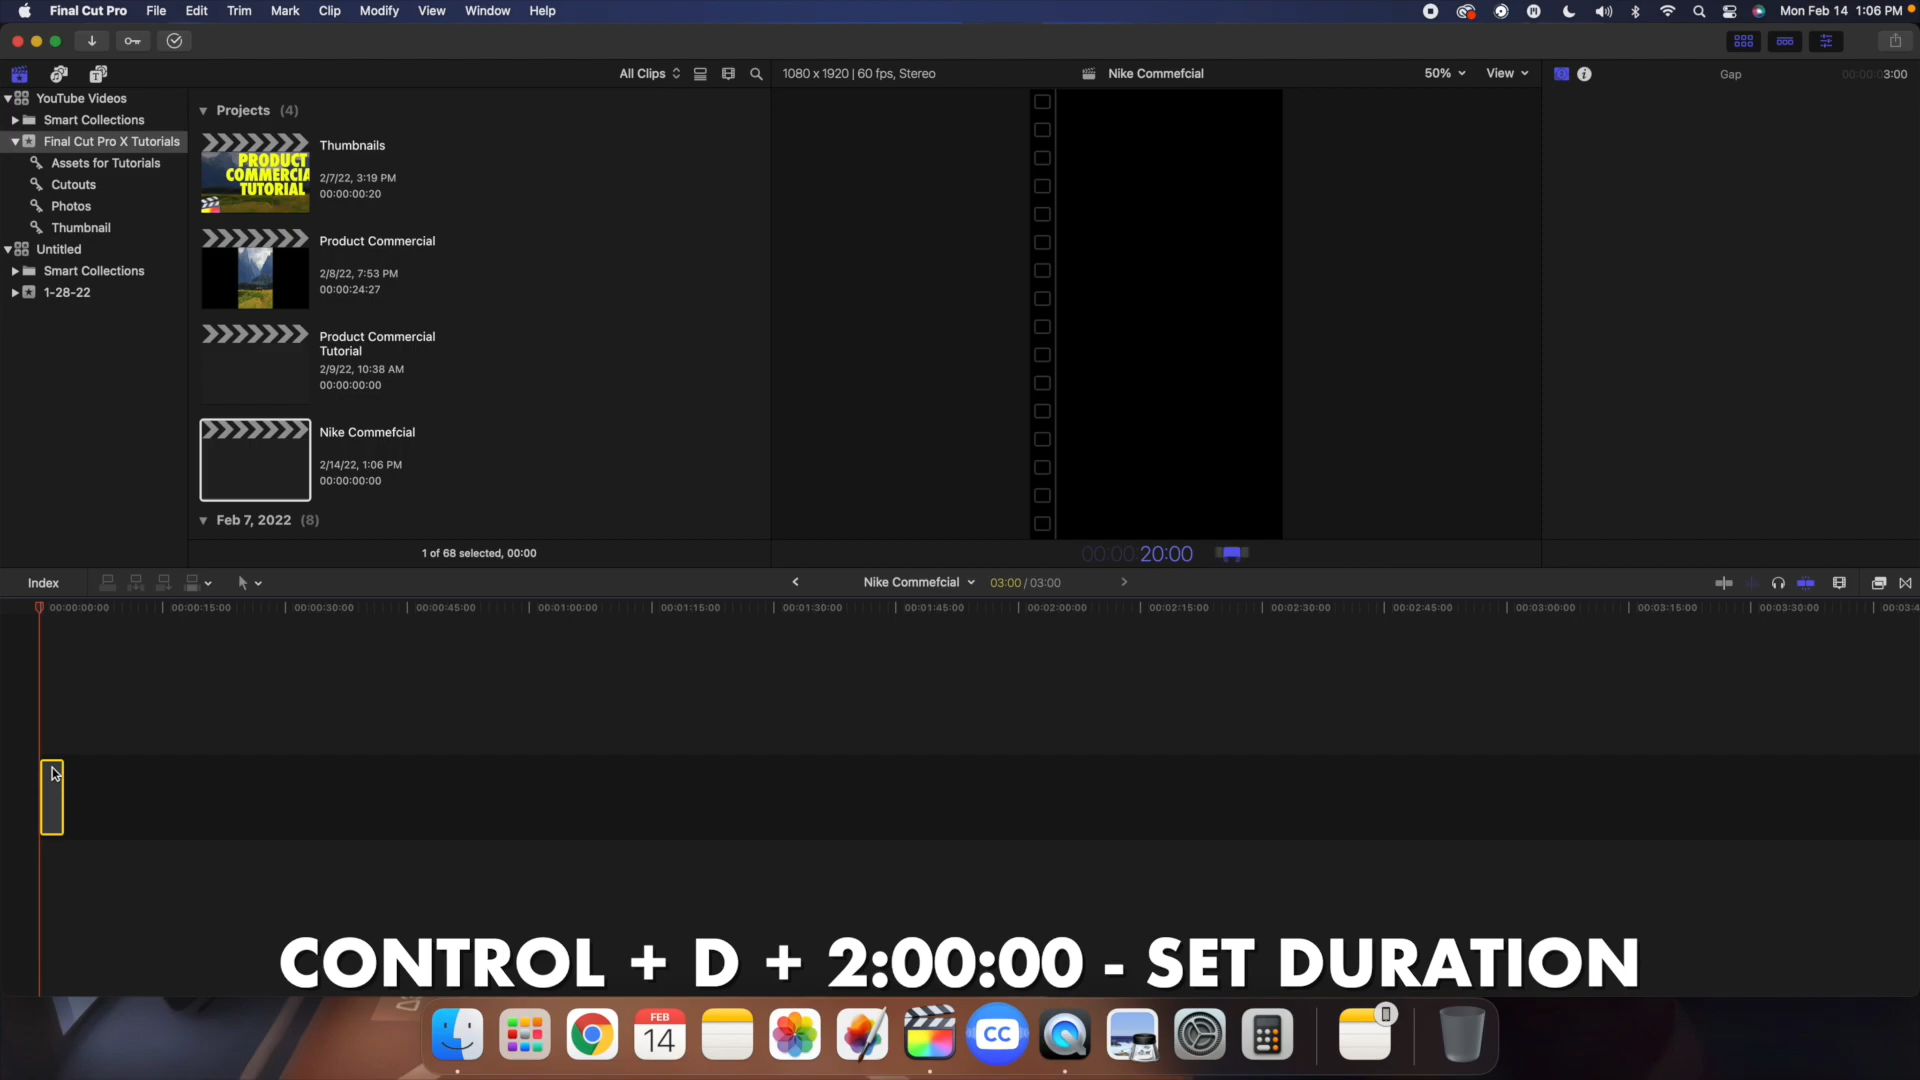 Final Cut Pro File Edit Trim Mark Clip Modify View Window Help
Mon Feb 14 1:06 PM
All Clips
1080 x 1920 | 60 fps, Stereo
Nike Commefcial
50% View
Gap
00:00:03:00
YouTube Videos
Smart Collections
Final Cut Pro X Tutorials
Assets for Tutorials
Cutouts
Photos
Thumbnail
Untitled
Smart Collections
1-28-22
Projects (4)
PRODUCT
COMMERCIA
TUTORIAL
Thumbnails
2/7/22, 3:19 PM
00:00:00:20
Product Commercial
2/8/22, 7:53 PM
00:00:24:27
Product Commercial
Tutorial
2/9/22, 10:38 AM
00:00:00:00
Nike Commefcial
2/14/22, 1:06 PM
00:00:00:00
Feb 7, 2022 (8)
1 of 68 selected, 00:00
00:00:20:00
Index
Nike Commefcial 03:00 / 03:00
00:00:00:00 00:00:15:00 00:00:30:00 00:00:45:00 00:01:00:00 00:01:15:00 00:01:30:00 00:01:45:00 00:02:00:00 00:02:15:00 00:02:30:00 00:02:45:00 00:03:00:00 00:03:15:00 00:03:30:00 00:03:4
CONTROL + D + 2:00:00 - SET DURATION
FEB
14
CC